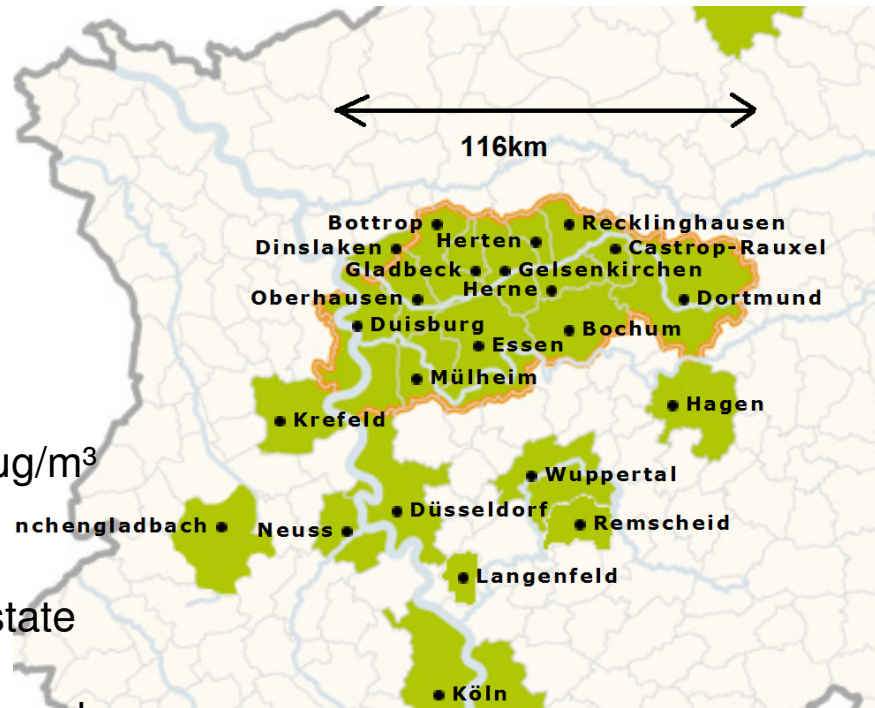 116km
Bottrop
Recklinghausen
Herten
Dinslaken
Castrop-Rauxel
Gladbeck
Gelsenkirchen
Herne
Oberhausen
Dortmund
Duisburg
Bochum
Essen
Mülheim
Hagen
Krefeld
ug/m³
Wuppertal
Düsseldorf
nchengladbach
Neuss
Remscheid
Langenfeld
state
Köln